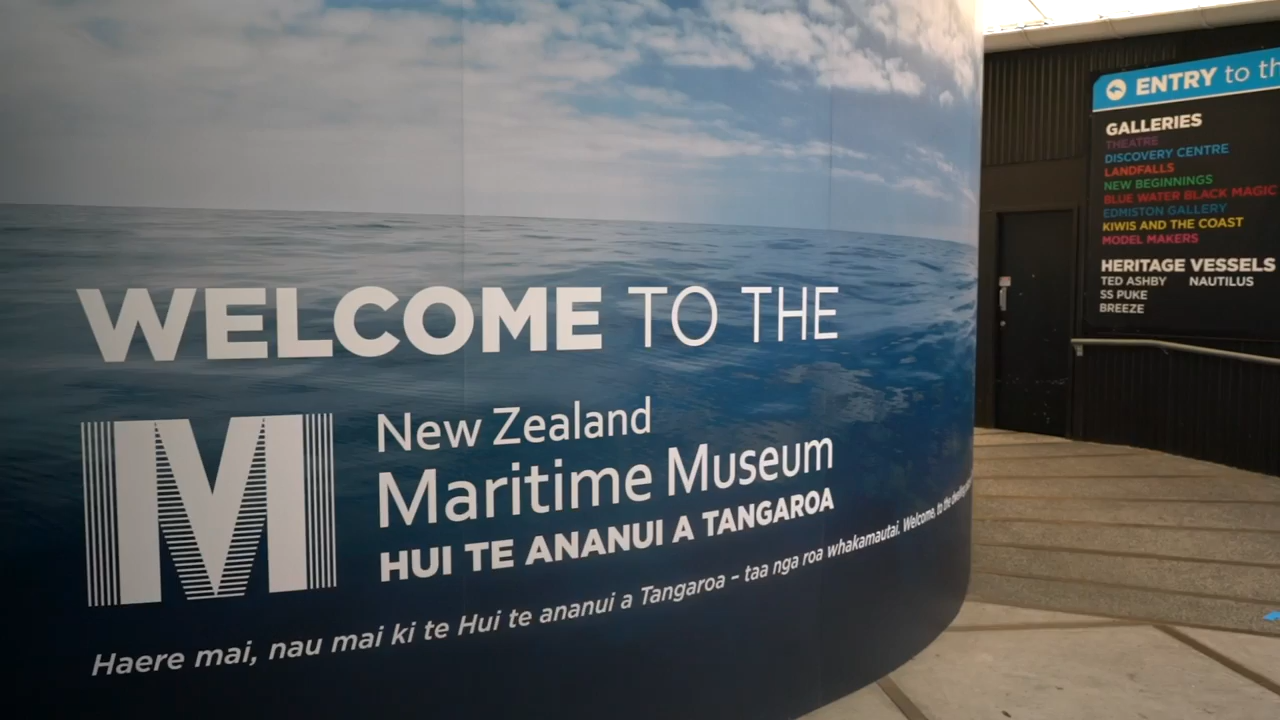 WELCOME TO THE
M
New Zealand
Maritime Museum
HUI TE ANANUI A TANGAROA
Haere mai, nau mai ki te Hui te ananui a Tangaroa – taa nga roa whakamautai. Welcome, to the dwelling
ENTRY to th
GALLERIES
THEATRE
DISCOVERY CENTRE
LANDFALLS
NEW BEGINNINGS
BLUE WATER BLACK MAGIC
EDMISTON GALLERY
KIWIS AND THE COAST
MODEL MAKERS
HERITAGE VESSELS
TED ASHBY NAUTILUS
SS PUKE
BREEZE